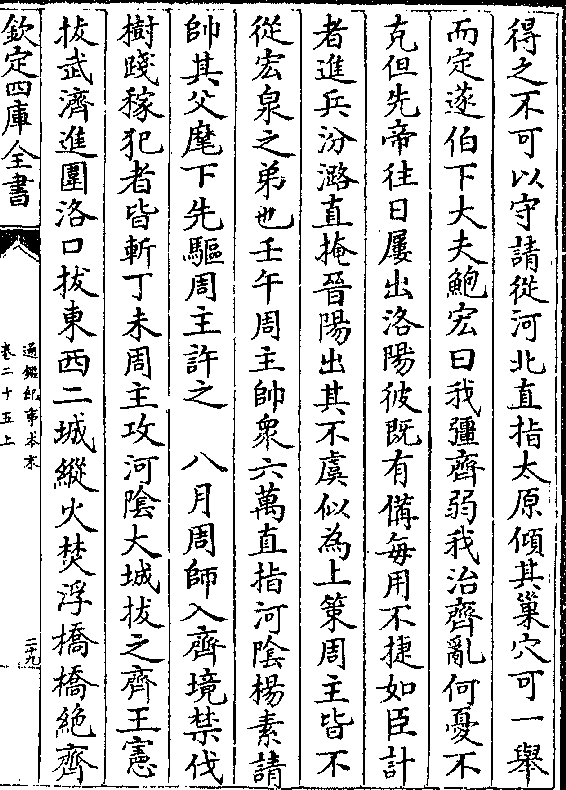 得之不可以守請從河北直指太原傾其巢穴可一舉
而定遂伯下大夫鮑宏曰我彊齊弱我治齊亂何憂不
克但先帝往日屢出洛陽彼既有備每用不捷如臣計
者進兵汾潞直掩晉陽出其不虞似為上策周主皆不
從宏泉之弟也壬午周主帥衆六萬直指河陰楊素請
帥其父麾下先驅周主許之　八月周師入齊境禁伐
樹踐稼犯者皆斬丁未周主攻河陰大城拔之齊王憲
拔武濟進圍洛口拔東西二城縱火焚浮橋橋絶齊
欽定四庫全書
通鑑紀事本末
卷二十五上
二十九